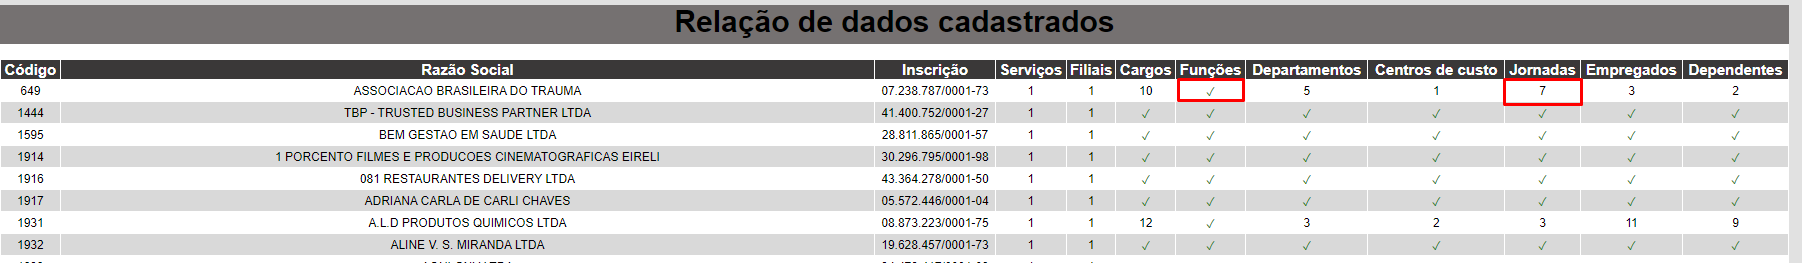 Relação de dados cadastrados
Código Razão Social Inscrição Serviços Filiais Cargos Funções Departamentos Centros de custo Jornadas Empregados Dependentes
649 ASSOCIACAO BRASILEIRA DO TRAUMA 07.238.787/0001-73 1 1 10 ✓ 5 1 7 3 2
1444 TBP - TRUSTED BUSINESS PARTNER LTDA 41.400.752/0001-27 1 1 ✓ ✓ ✓ ✓ ✓ ✓ ✓
1595 BEM GESTAO EM SAUDE LTDA 28.811.865/0001-57 1 1 ✓ ✓ ✓ ✓ ✓ ✓ ✓
1914 1 PORCENTO FILMES E PRODUCOES CINEMATOGRAFICAS EIRELI 30.296.795/0001-98 1 1 ✓ ✓ ✓ ✓ ✓ ✓ ✓
1916 081 RESTAURANTES DELIVERY LTDA 43.364.278/0001-50 1 1 ✓ ✓ ✓ ✓ ✓ ✓ ✓
1917 ADRIANA CARLA DE CARLI CHAVES 05.572.446/0001-04 1 1 ✓ ✓ ✓ ✓ ✓ ✓ ✓
1931 A.L.D PRODUTOS QUIMICOS LTDA 08.873.223/0001-75 1 1 12 ✓ 3 2 3 11 9
1932 ALINE V. S. MIRANDA LTDA 19.628.457/0001-73 1 1 ✓ ✓ ✓ ✓ ✓ ✓ ✓